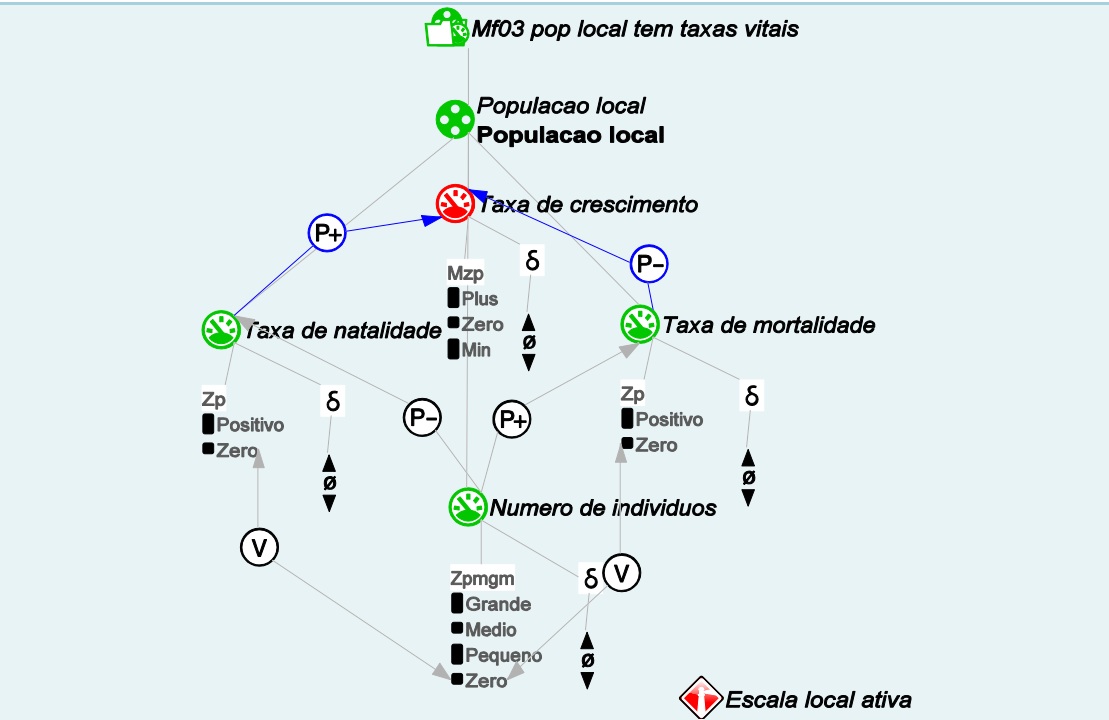 Mf03 pop local tem taxas vitais
Populacao local
Populacao local
Taxa de crescimento
P+
P-
δ
Mzp
Plus
Zero
Min
ø
Taxa de natalidade
Taxa de mortalidade
Zp
Positivo
Zero
δ
ø
P-
P+
Zp
Positivo
Zero
δ
ø
Numero de individuos
V
V
Zpmgm
Grande
Medio
Pequeno
Zero
δ
ø
Escala local ativa